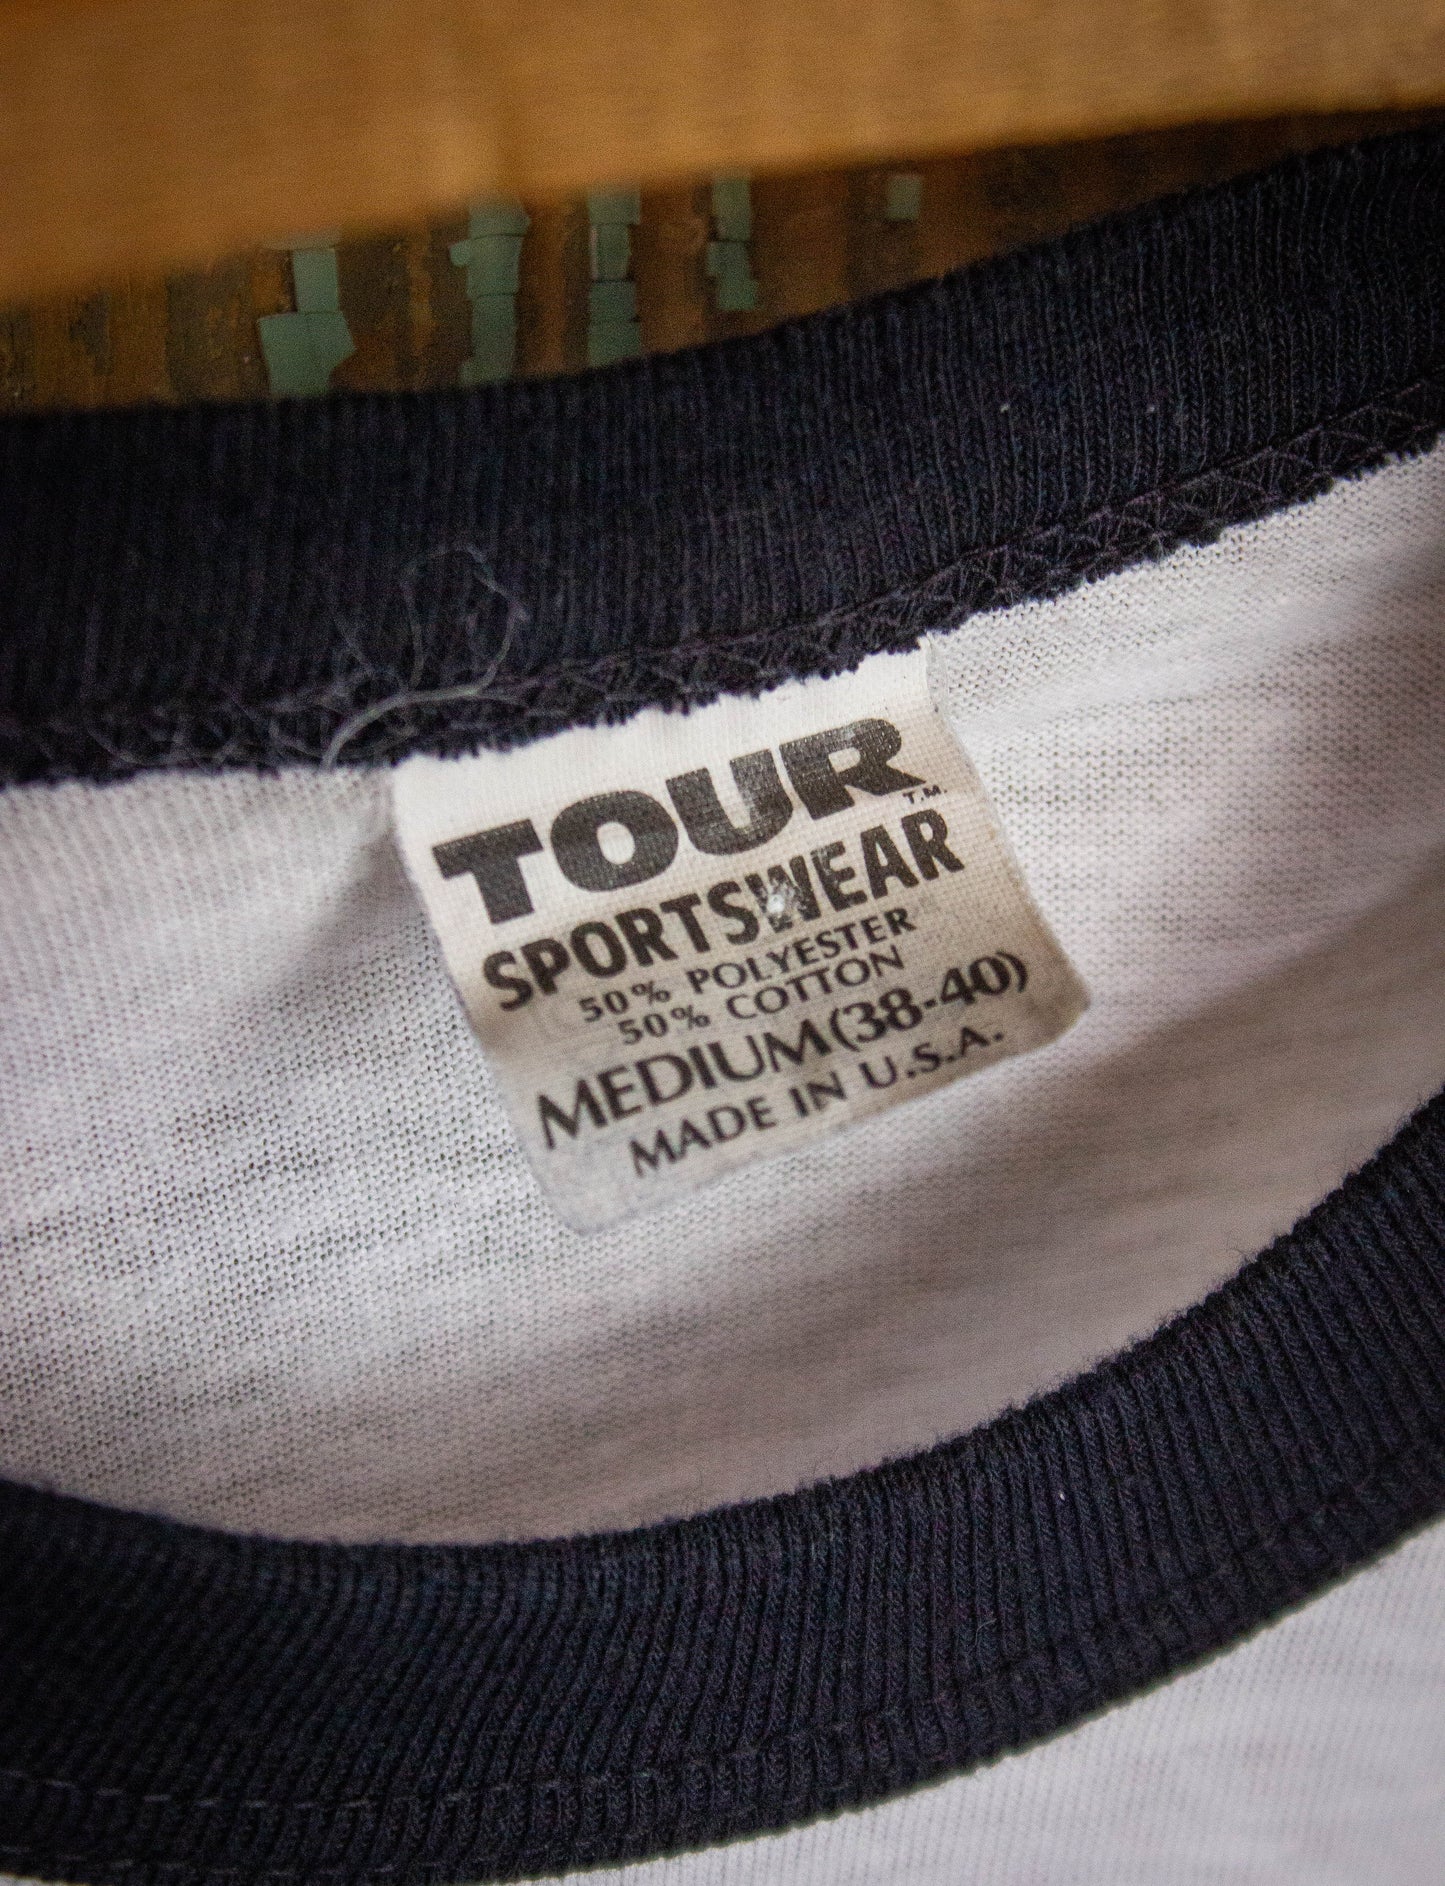 TOUR T.M.
SPORTSWEAR
50% POLYESTER
50% COTTON
MEDIUM (38-40)
MADE IN U.S.A.